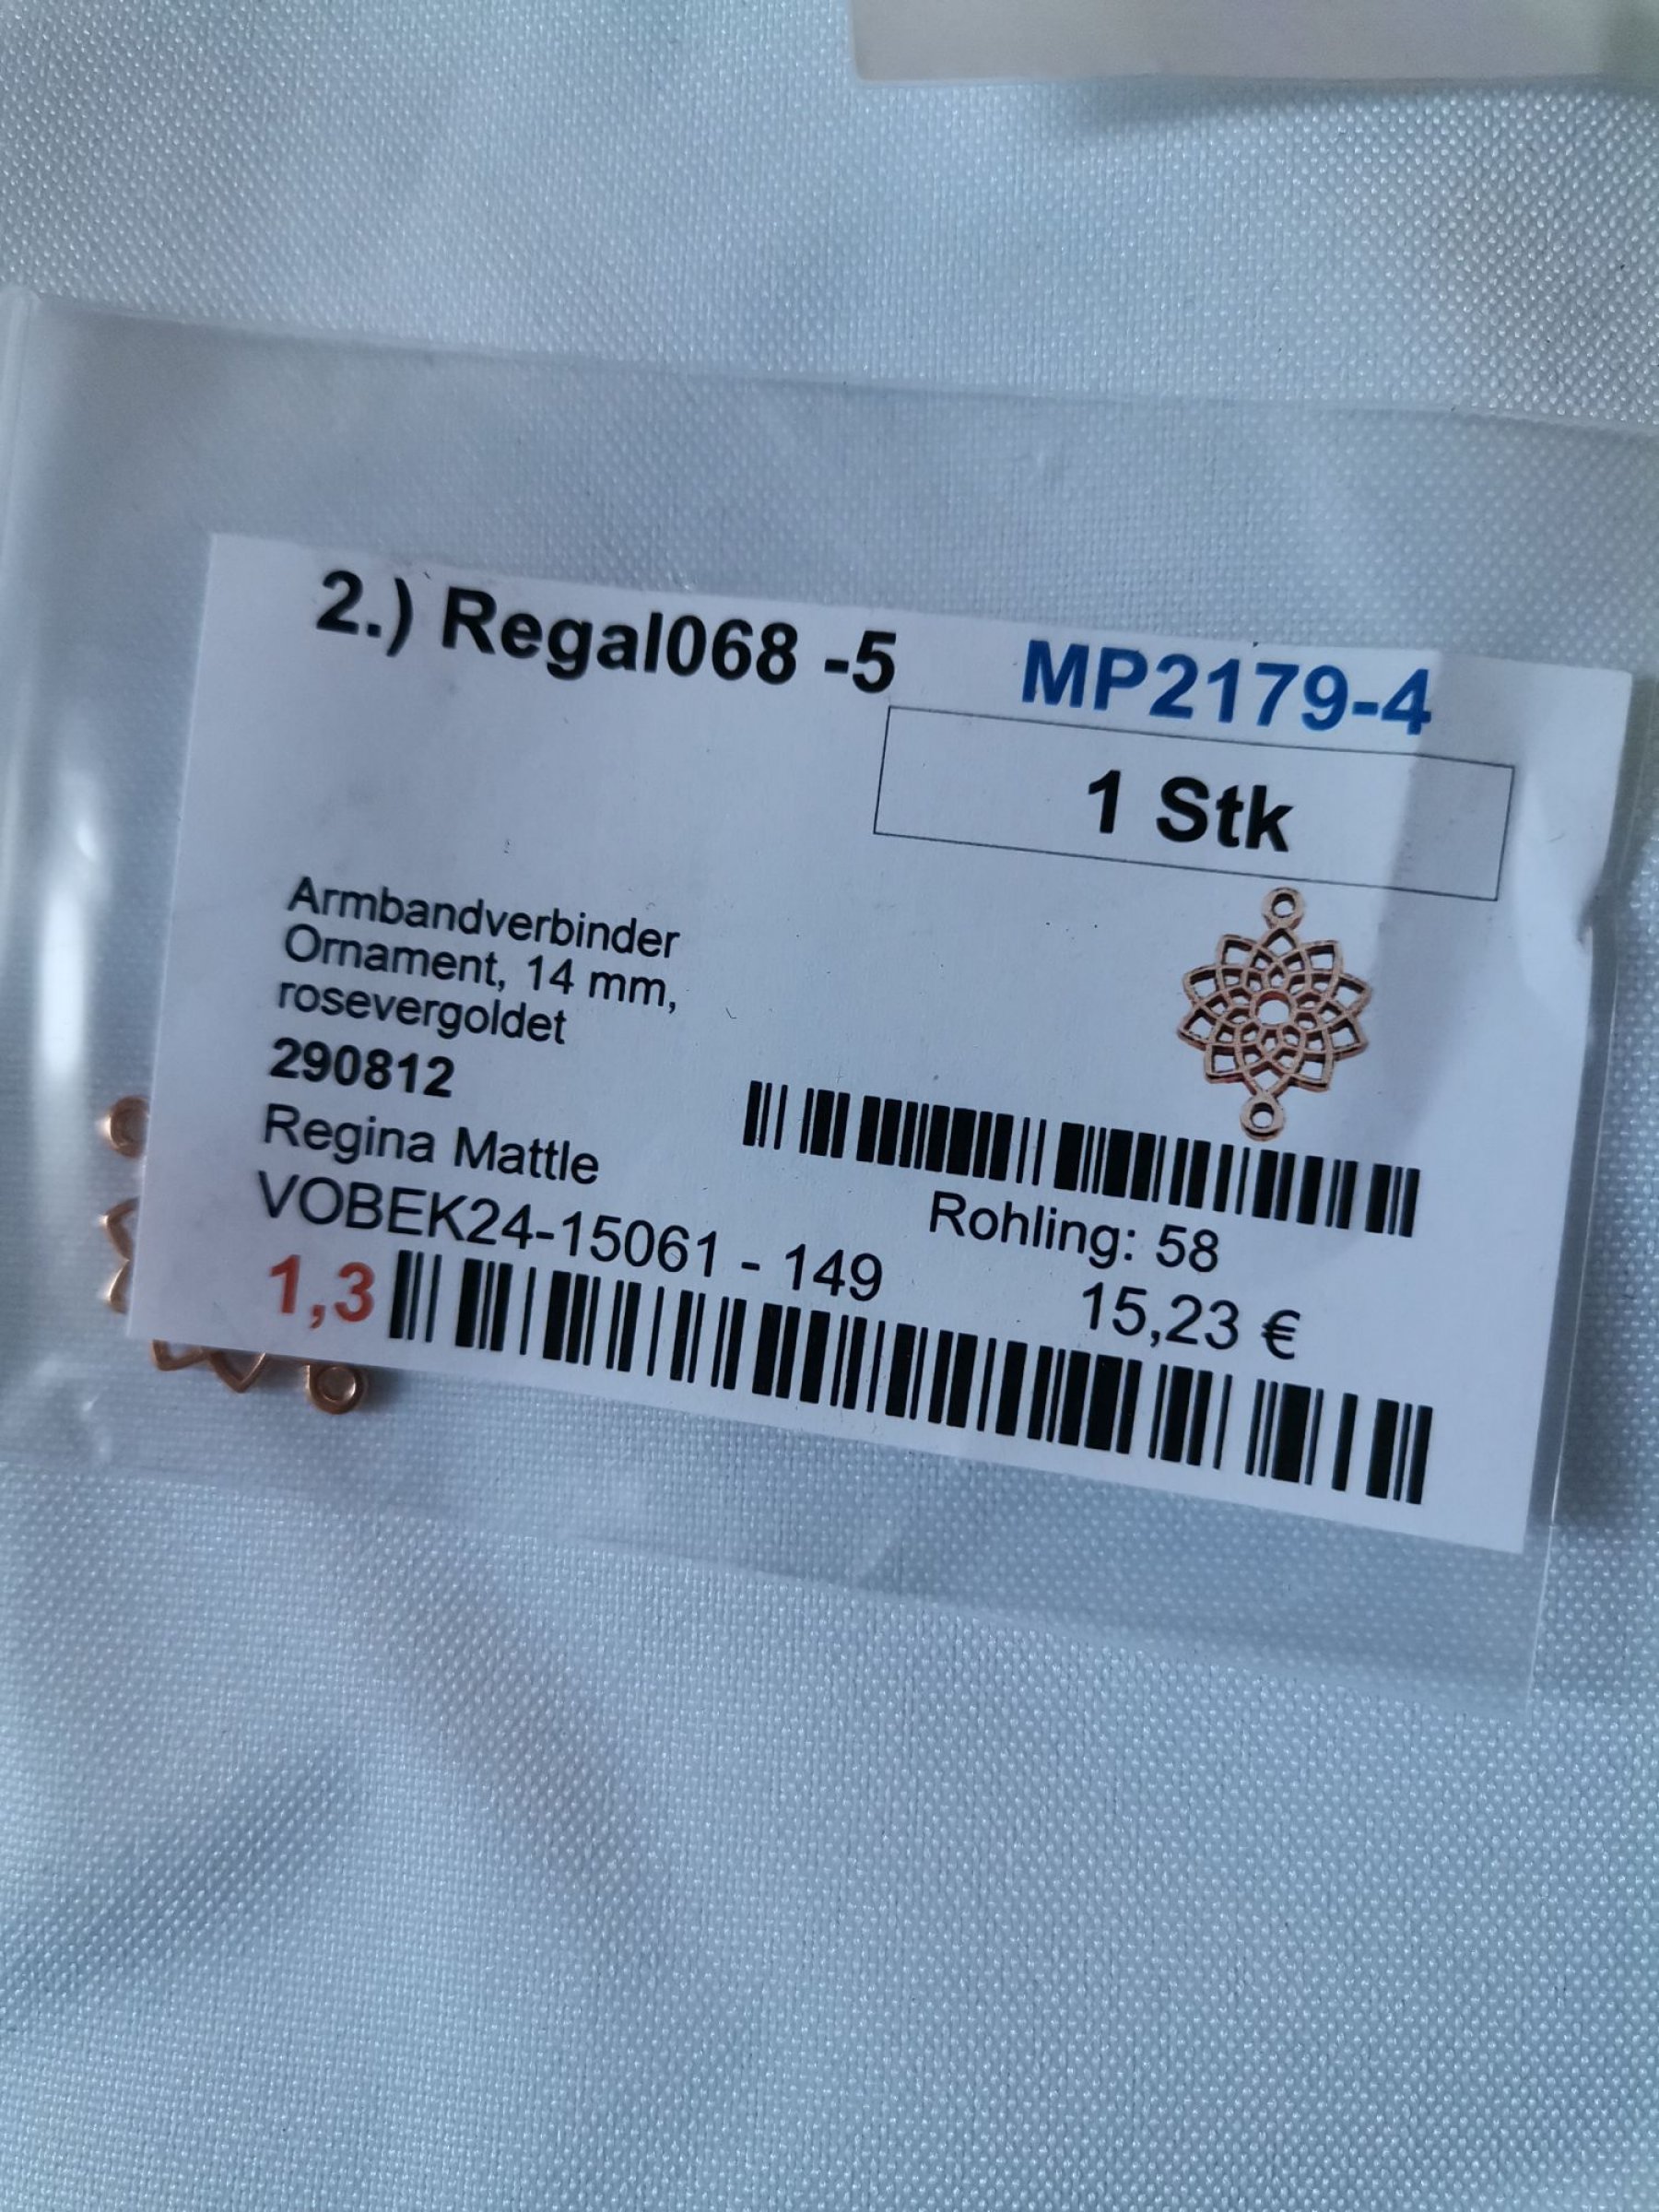 2.) Regal068 -5 MP2179-4
1 Stk
Armbandverbinder
Ornament, 14 mm,
rosevergoldet
290812
Regina Mattle
Rohling: 58
VOBEK24-15061 - 149
15,23 €
1,3